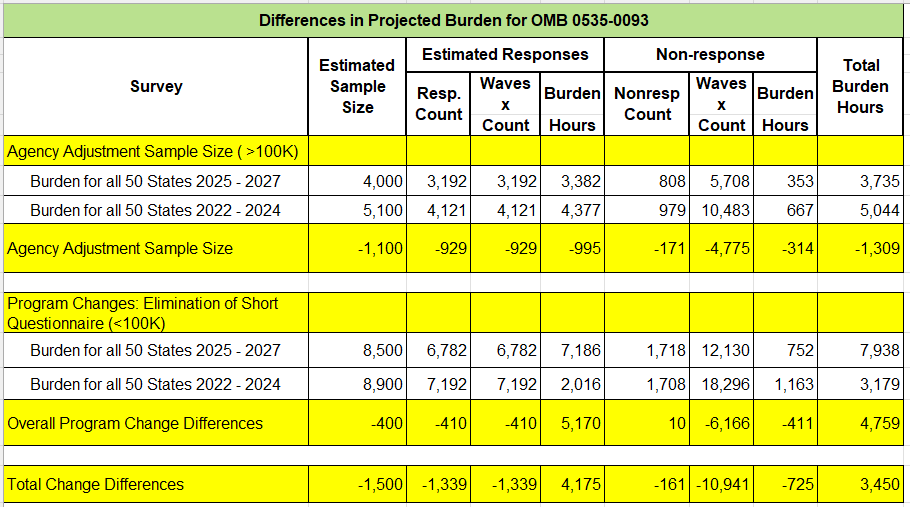 Differences in Projected Burden for OMB 0535-0093
Survey
Estimated Sample Size
Estimated Responses
Non-response
Total Burden Hours
Resp. Count
Waves x Count
Burden Hours
Nonresp Count
Waves x Count
Burden Hours
Agency Adjustment Sample Size ( >100K)
Burden for all 50 States 2025 - 2027 4,000 3,192 3,192 3,382 808 5,708 353 3,735
Burden for all 50 States 2022 - 2024 5,100 4,121 4,121 4,377 979 10,483 667 5,044
Agency Adjustment Sample Size -1,100 -929 -929 -995 -171 -4,775 -314 -1,309
Program Changes: Elimination of Short
Questionnaire (<100K)
Burden for all 50 States 2025 - 2027 8,500 6,782 6,782 7,186 1,718 12,130 752 7,938
Burden for all 50 States 2022 - 2024 8,900 7,192 7,192 2,016 1,708 18,296 1,163 3,179
Overall Program Change Differences -400 -410 -410 5,170 10 -6,166 -411 4,759
Total Change Differences -1,500 -1,339 -1,339 4,175 -161 -10,941 -725 3,450